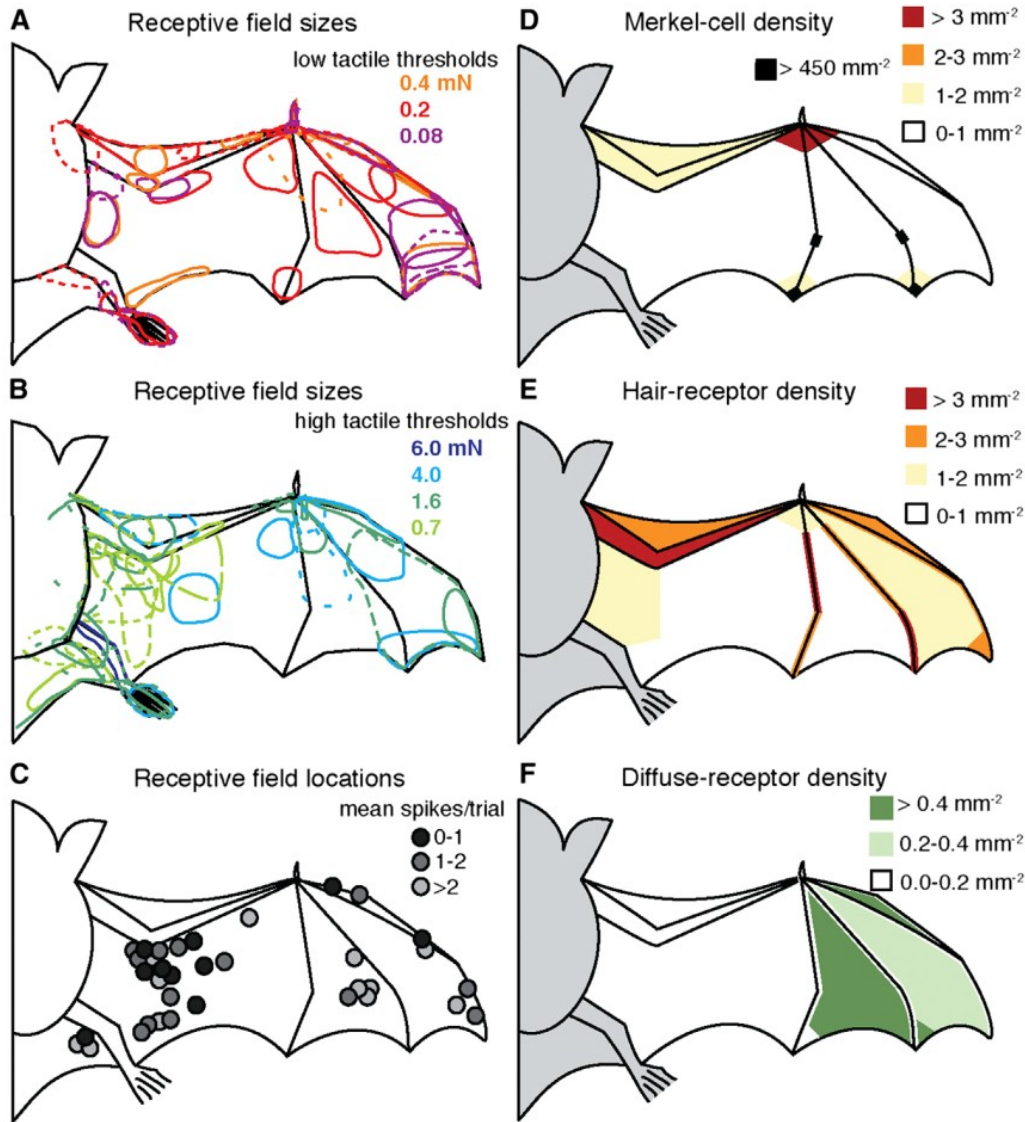 A Receptive field sizes
low tactile thresholds
0.4 mN
0.2
0.08
B Receptive field sizes
high tactile thresholds
6.0 mN
4.0
1.6
0.7
C Receptive field locations
mean spikes/trial
0-1
1-2
>2
D Merkel-cell density
> 450 mm⁻²
> 3 mm⁻²
2-3 mm⁻²
1-2 mm⁻²
0-1 mm⁻²
E Hair-receptor density
> 3 mm⁻²
2-3 mm⁻²
1-2 mm⁻²
0-1 mm⁻²
F Diffuse-receptor density
> 0.4 mm⁻²
0.2-0.4 mm⁻²
0.0-0.2 mm⁻²